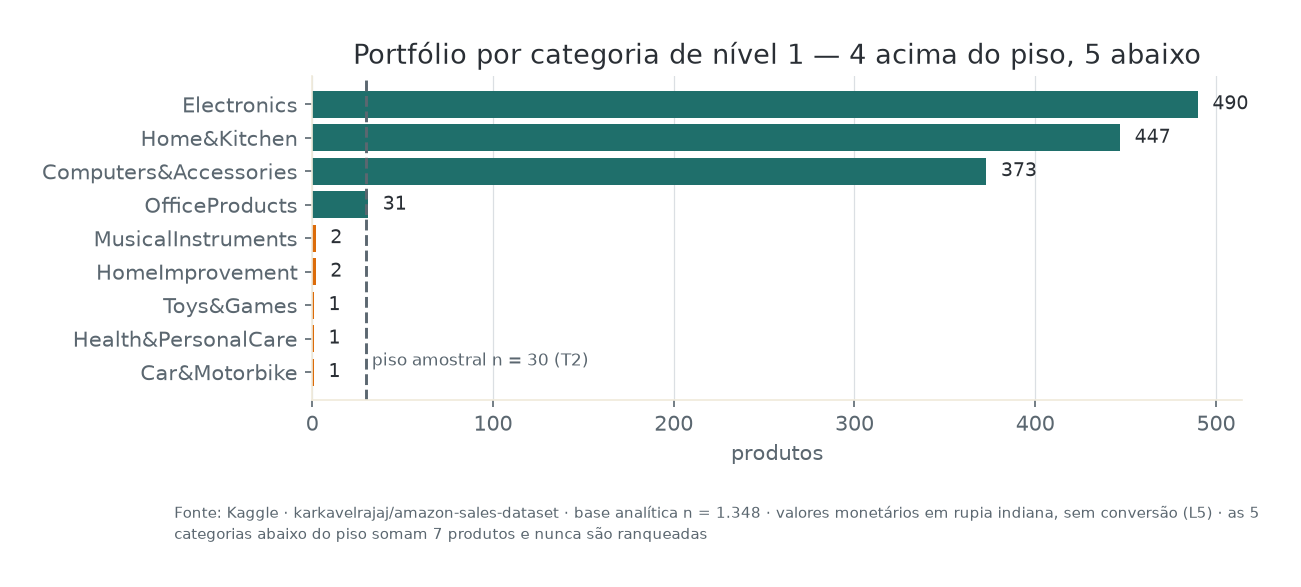 Portfólio por categoria de nível 1 — 4 acima do piso, 5 abaixo
Electronics 490
Home&Kitchen 447
Computers&Accessories 373
OfficeProducts 31
MusicalInstruments 2
HomeImprovement 2
Toys&Games 1
Health&PersonalCare 1
piso amostral n = 30 (T2)
Car&Motorbike 1
0 100 200 300 400 500
produtos
Fonte: Kaggle · karkavelrajaj/amazon-sales-dataset · base analítica n = 1.348 · valores monetários em rupia indiana, sem conversão (L5) · as 5
categorias abaixo do piso somam 7 produtos e nunca são ranqueadas